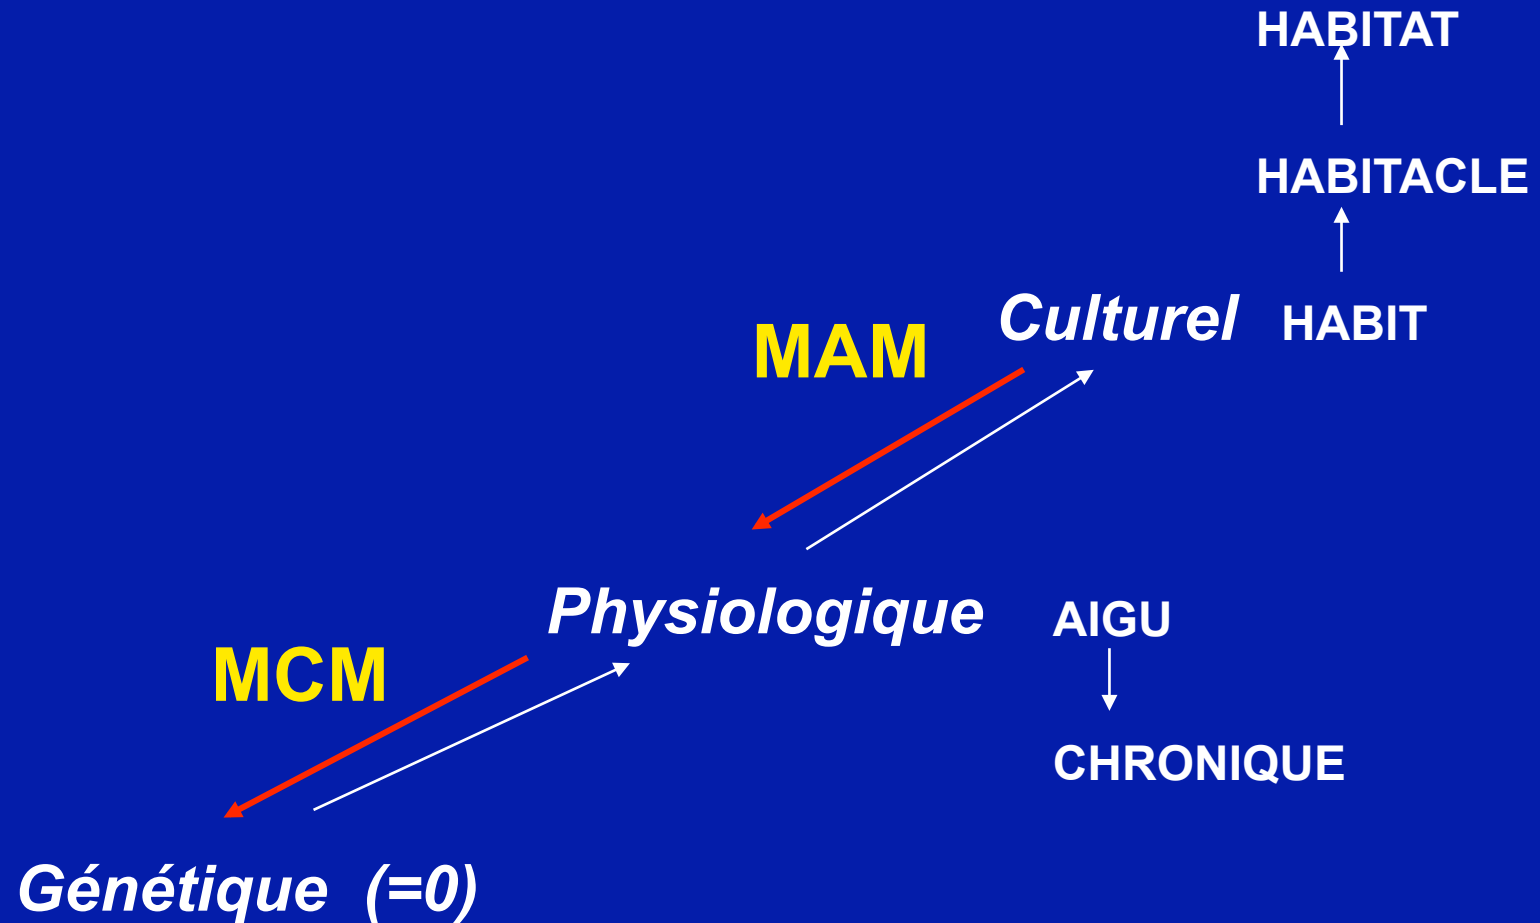 HABITAT
HABITACLE
Culturel HABIT
MAM
Physiologique AIGU
MCM
CHRONIQUE
Génétique (=0)